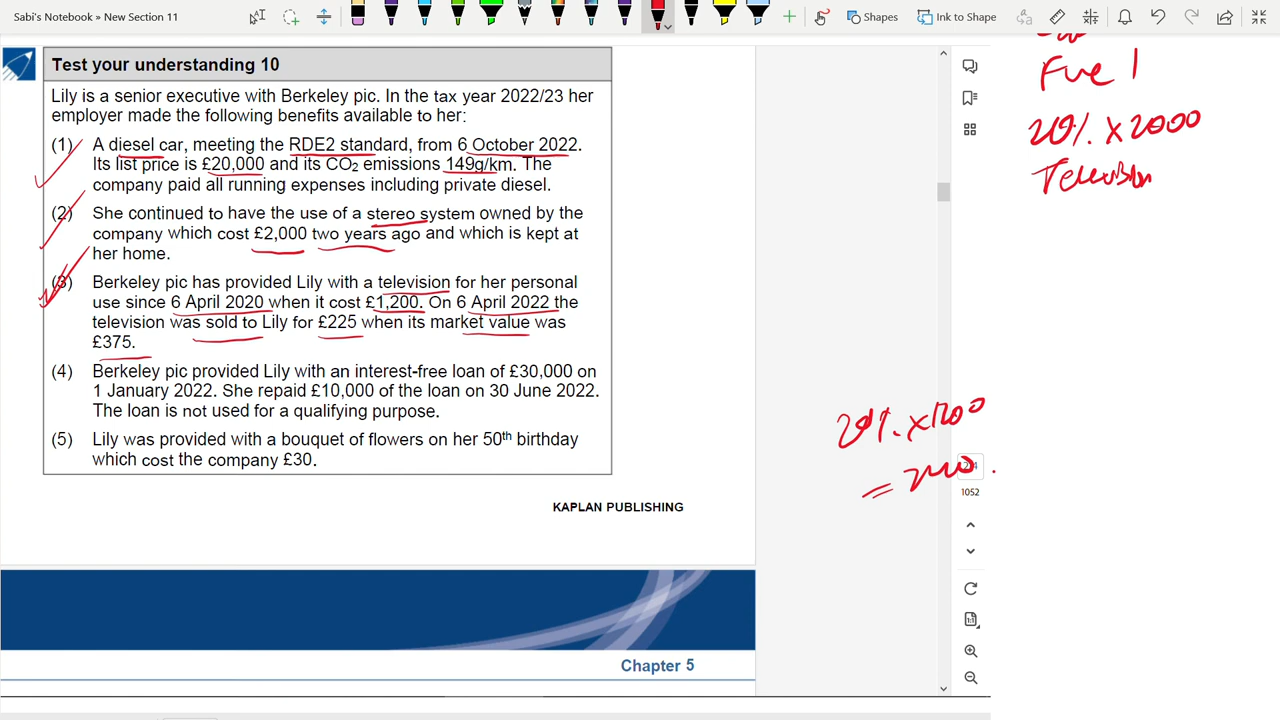 Sabi's Notebook » New Section 11
Shapes
Ink to Shape
Test your understanding 10
Lily is a senior executive with Berkeley pic. In the tax year 2022/23 her
employer made the following benefits available to her:
(1) A diesel car, meeting the RDE2 standard, from 6 October 2022.
Its list price is £20,000 and its CO2 emissions 149g/km. The
company paid all running expenses including private diesel.
(2) She continued to have the use of a stereo system owned by the
company which cost £2,000 two years ago and which is kept at
her home.
(3) Berkeley pic has provided Lily with a television for her personal
use since 6 April 2020 when it cost £1,200. On 6 April 2022 the
television was sold to Lily for £225 when its market value was
£375.
(4) Berkeley pic provided Lily with an interest-free loan of £30,000 on
1 January 2022. She repaid £10,000 of the loan on 30 June 2022.
The loan is not used for a qualifying purpose.
(5) Lily was provided with a bouquet of flowers on her 50th birthday
which cost the company £30.
KAPLAN PUBLISHING
Chapter 5
Fue l
20% x 2000
Television
20% x 1200
=
1052